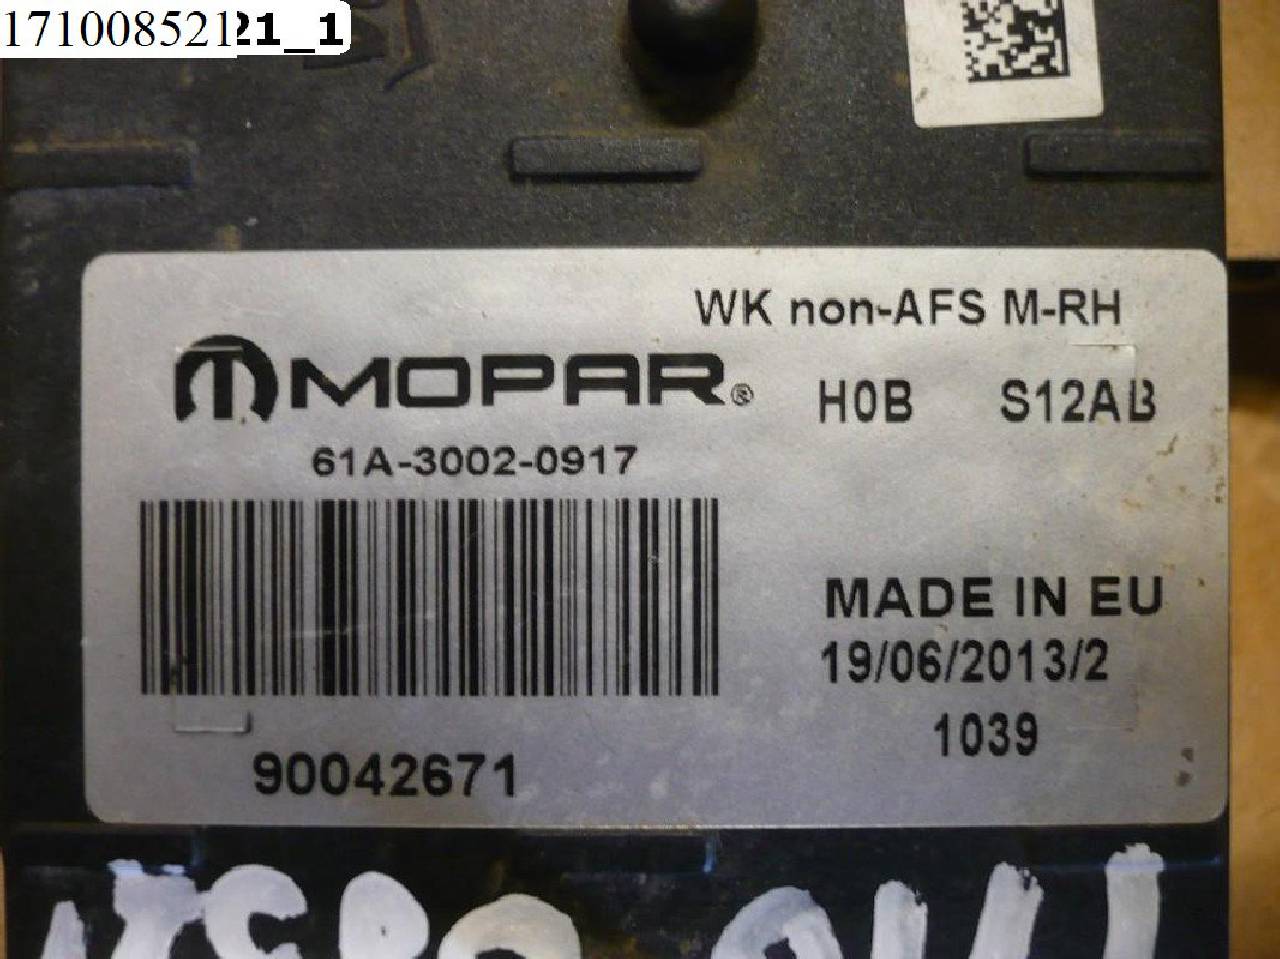 17100852121_1
WK non-AFS M-RH
MOPAR®
H0B S12AB
61A-3002-0917
MADE IN EU
19/06/2013/2
1039
90042671